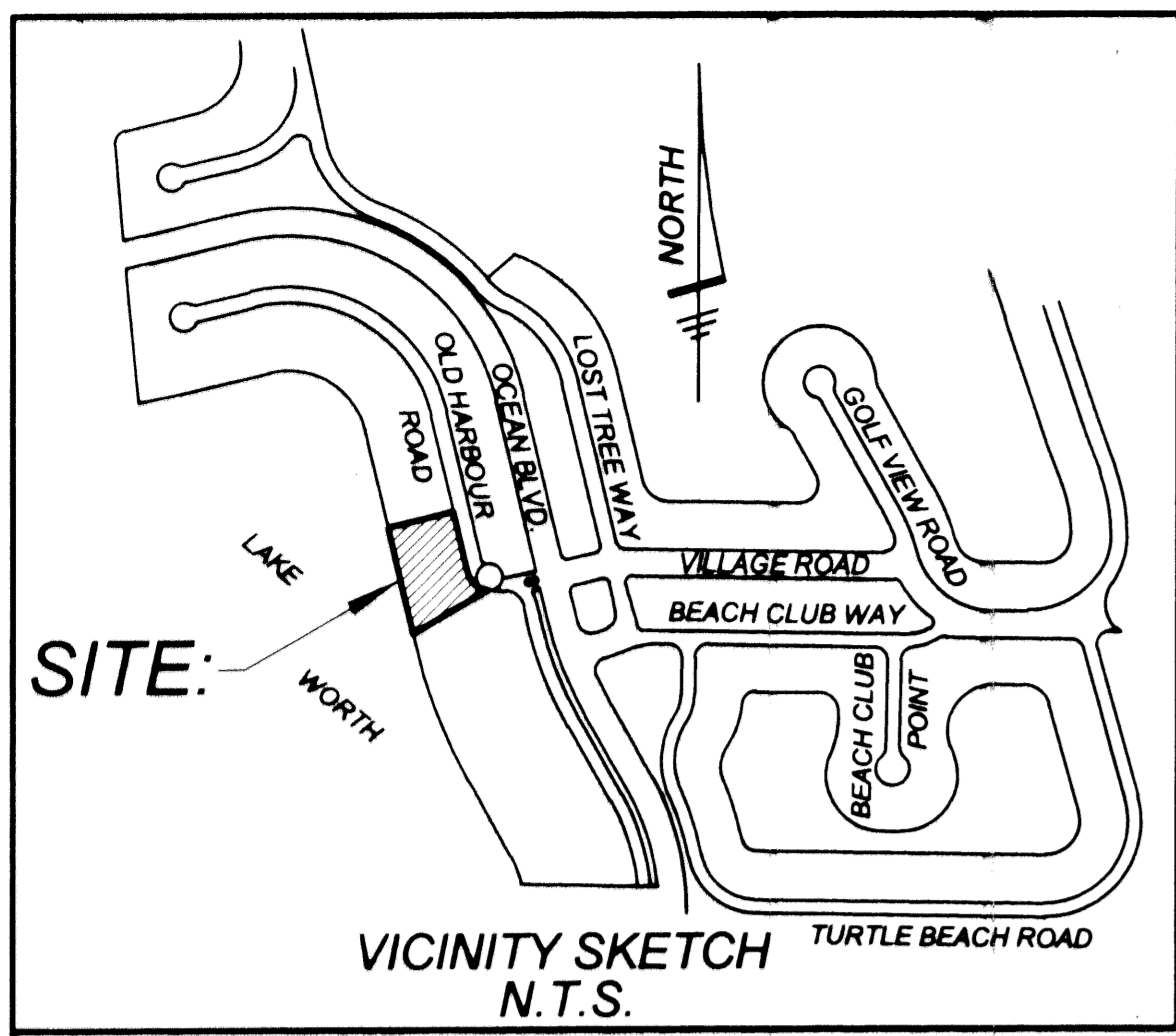 NORTH
LOST TREE WAY
OCEAN BLVD.
OLD HARBOUR
ROAD
GOLF VIEW ROAD
VILLAGE ROAD
BEACH CLUB WAY
LAKE
WORTH
SITE:
BEACH CLUB
POINT
TURTLE BEACH ROAD
VICINITY SKETCH
N.T.S.